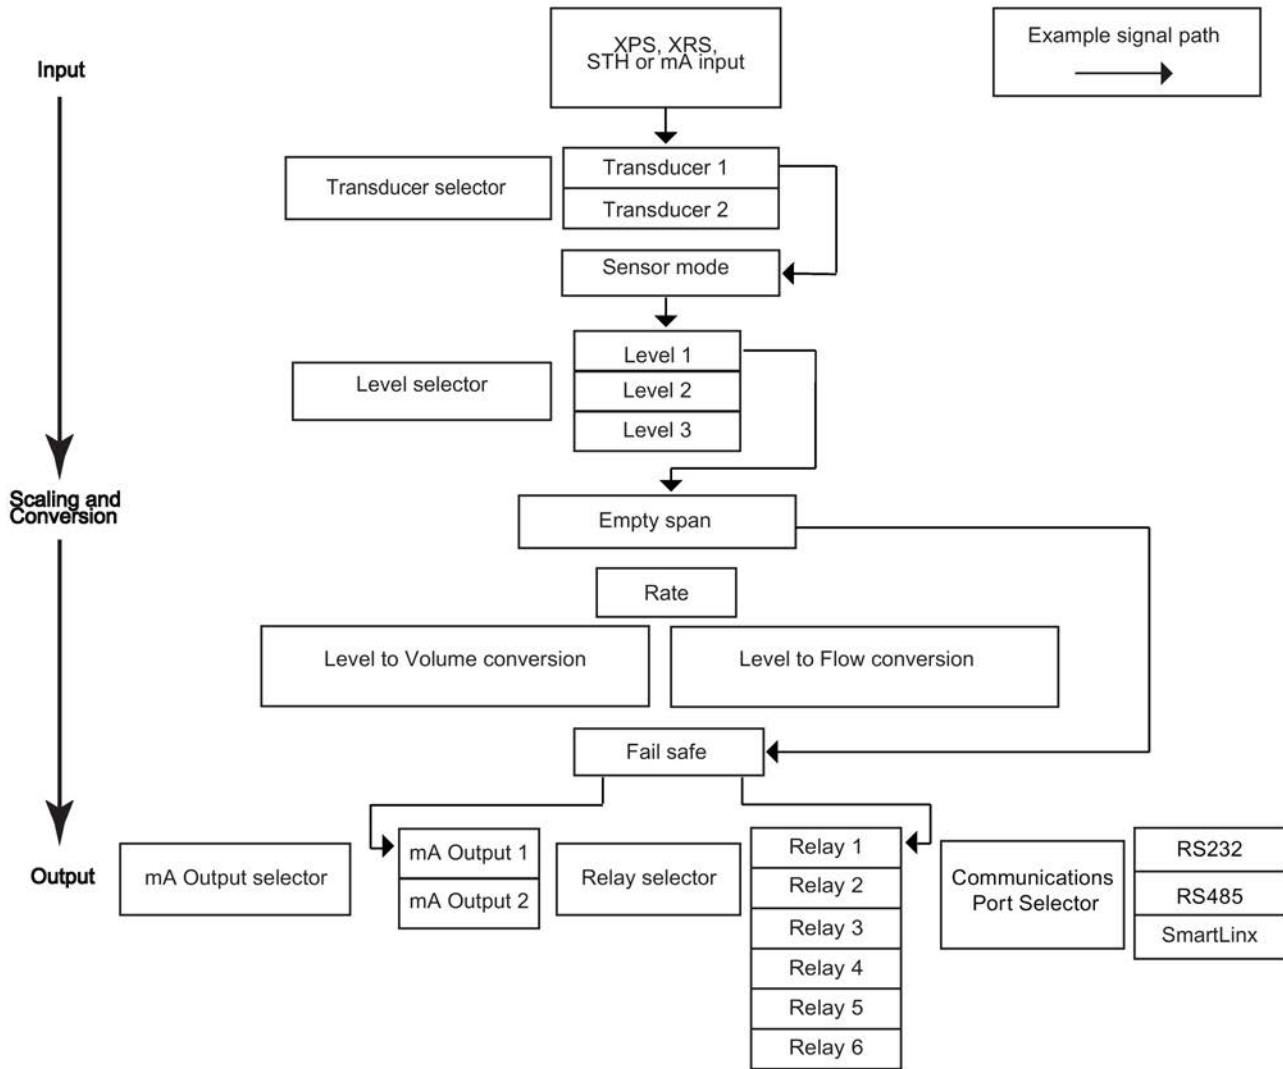 XPS, XRS,
STH or mA input
Example signal path
Input
Transducer selector
Transducer 1
Transducer 2
Sensor mode
Level selector
Level 1
Level 2
Level 3
Scaling and
Conversion
Empty span
Rate
Level to Volume conversion
Level to Flow conversion
Fail safe
Output
mA Output selector
mA Output 1
mA Output 2
Relay selector
Relay 1
Relay 2
Relay 3
Relay 4
Relay 5
Relay 6
Communications
Port Selector
RS232
RS485
SmartLinx